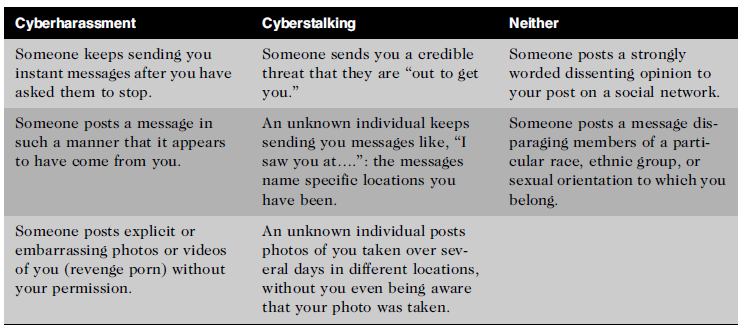 Cyberharassment
Cyberstalking
Neither
Someone keeps sending you
instant messages after you have
asked them to stop.
Someone sends you a credible
threat that they are “out to get
you.”
Someone posts a strongly
worded dissenting opinion to
your post on a social network.
Someone posts a message in
such a manner that it appears
to have come from you.
An unknown individual keeps
sending you messages like, “I
saw you at….”: the messages
name specific locations you
have been.
Someone posts a message dis-
paraging members of a parti-
cular race, ethnic group, or
sexual orientation to which you
belong.
Someone posts explicit or
embarrassing photos or videos
of you (revenge porn) without
your permission.
An unknown individual posts
photos of you taken over sev-
eral days in different locations,
without you even being aware
that your photo was taken.